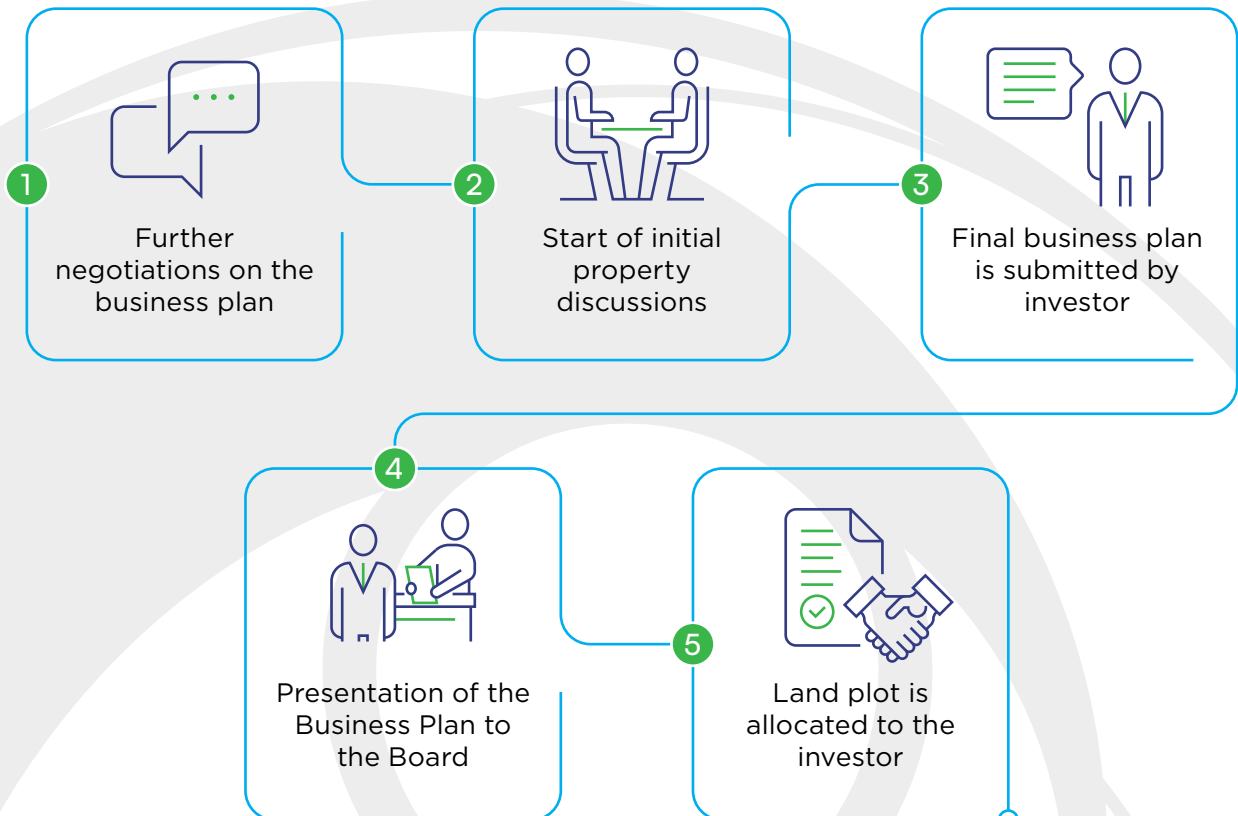 1
Further
negotiations on the
business plan
2
Start of initial
property
discussions
3
Final business plan
is submitted by
investor
4
Presentation of the
Business Plan to
the Board
5
Land plot is
allocated to the
investor